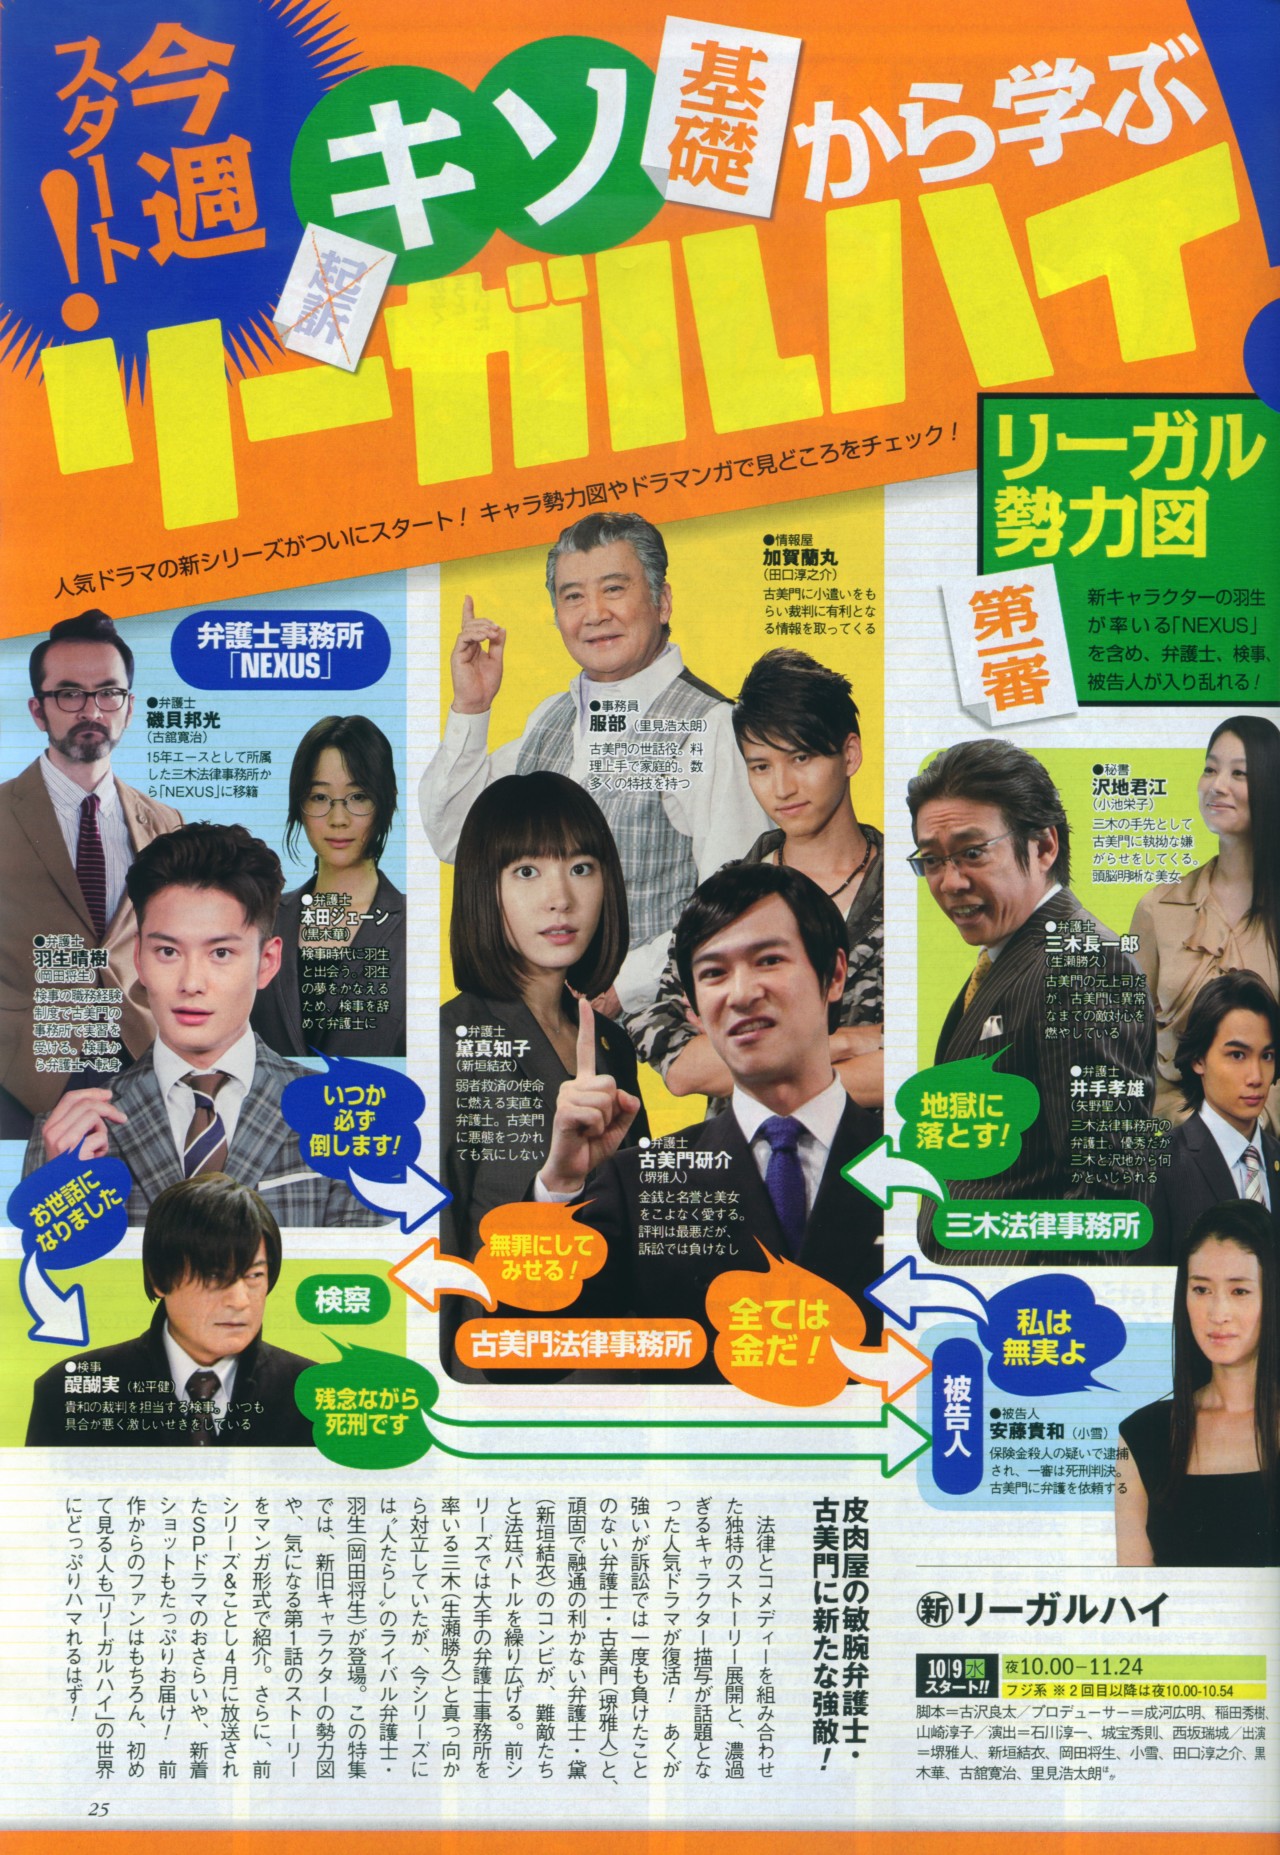 今週
スタート!
キソ
基礎
起訴
から学ぶ
リーガルハイ!
人気ドラマの新シリーズがついにスタート! キャラ勢力図やドラマンガで見どころをチェック!
リーガル
勢力図
第一審
新キャラクターの羽生
が率いる「NEXUS」
を含め、弁護士、検事、
被告人が入り乱れる!
弁護士事務所
「NEXUS」
●弁護士
磯貝邦光
(古舘寛治)
15年エースとして所属
した三木法律事務所か
ら「NEXUS」に移籍
●弁護士
本田ジェーン
(黒木華)
検事時代に羽生
と出会う。羽生
の夢をかなえる
ため、検事を辞
めて弁護士に
●弁護士
羽生晴樹
(岡田将生)
検事の職務経験
制度で古美門の
事務所で実習を
受ける。検事か
ら弁護士へ転身
●情報屋
加賀蘭丸
(田口淳之介)
古美門に小遣いをも
らい裁判に有利とな
る情報を取ってくる
●事務員
服部(里見浩太朗)
古美門の世話役。料
理上手で家庭的。数
多くの特技を持つ
●弁護士
黛真知子
(新垣結衣)
弱者救済の使命
に燃える実直な
弁護士。古美門
に悪態をつかれ
ても気にしない
●弁護士
古美門研介
(堺雅人)
金銭と名誉と美女
をこよなく愛する。
評判は最悪だが、
訴訟では負けなし
●秘書
沢地君江
(小池栄子)
三木の手先として
古美門に執拗な嫌
がらせをしてくる。
頭脳明晰な美女
●弁護士
三木長一郎
(生瀬勝久)
古美門の元上司だ
が、古美門に異常
なまでの敵対心を
燃やしている
●弁護士
井手孝雄
(矢野聖人)
三木法律事務所の
弁護士。優秀だが
三木と沢地から何
かといじられる
いつか
必ず
倒します!
お世話に
なりました
地獄に
落とす!
三木法律事務所
無罪にして
みせる!
検察
古美門法律事務所
全ては
金だ!
私は
無実よ
被告人
残念ながら
死刑です
●検事
醍醐実(松平健)
貴和の裁判を担当する検事。いつも
具合が悪く激しいせきをしている
●被告人
安藤貴和(小雪)
保険金殺人の疑いで逮捕
され、一審は死刑判決。
古美門に弁護を依頼する
皮肉屋の敏腕弁護士・
古美門に新たな強敵!
法律とコメディーを組み合わせ
た独特のストーリー展開と、濃過
ぎるキャラクター描写が話題とな
った人気ドラマが復活! あくが
強いが訴訟では一度も負けたこと
のない弁護士・古美門(堺雅人)と、
頑固で融通の利かない弁護士・黛
(新垣結衣)のコンビが、難敵たち
と法廷バトルを繰り広げる。前シ
リーズでは大手の弁護士事務所を
率いる三木(生瀬勝久)と真っ向か
ら対立していたが、今シリーズに
は〝人たらし〟のライバル弁護士・
羽生(岡田将生)が登場。この特集
では、新旧キャラクターの勢力図
や、気になる第1話のストーリー
をマンガ形式で紹介。さらに、前
シリーズ&ことし4月に放送され
たSPドラマのおさらいや、新着
ショットもたっぷりお届け! 前
作からのファンはもちろん、初め
て見る人も「リーガルハイ」の世界
にどっぷりハマれるはず!
新リーガルハイ
10|9水
スタート!!
夜10.00-11.24
フジ系 ※2回目以降は夜10.00-10.54
脚本=古沢良太/プロデューサー=成河広明、稲田秀樹、
山崎淳子/演出=石川淳一、城宝秀則、西坂瑞城/出演
=堺雅人、新垣結衣、岡田将生、小雪、田口淳之介、黒
木華、古舘寛治、里見浩太朗ほか
25